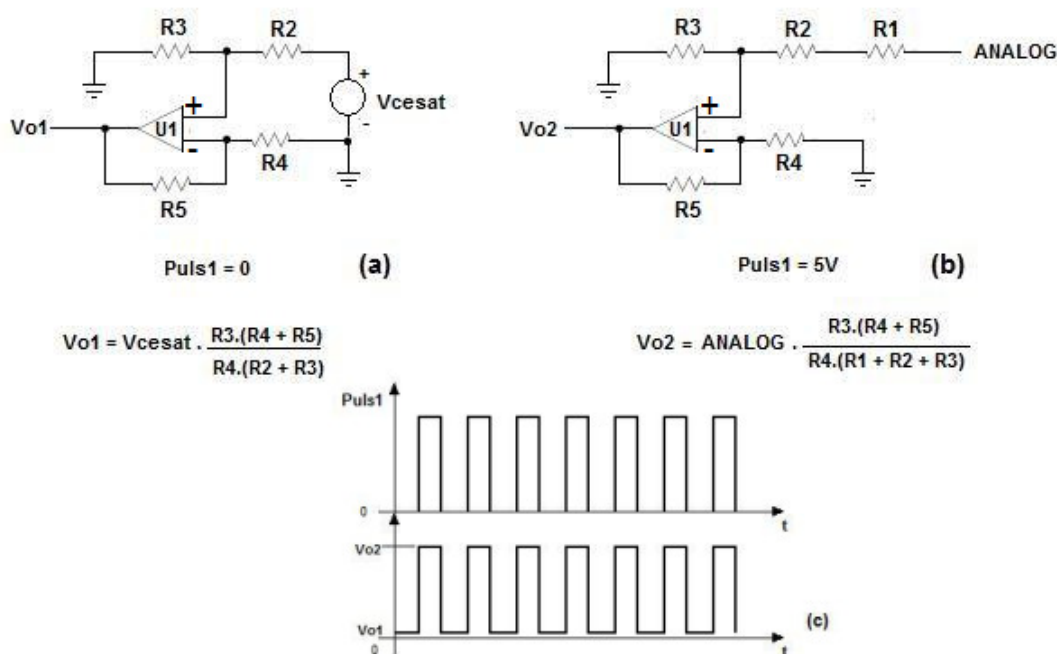 R3 R2
+
Vcesat
-
+
U1
-
Vo1
R4
R5
Puls1 = 0 (a)
R3 R2 R1
ANALOG
+
U1
-
Vo2
R4
R5
Puls1 = 5V (b)
Vo1 = Vcesat . R3.(R4 + R5)
R4.(R2 + R3)
Vo2 = ANALOG . R3.(R4 + R5)
R4.(R1 + R2 + R3)
Puls1
0
t
Vo2
Vo1
0
t
(c)